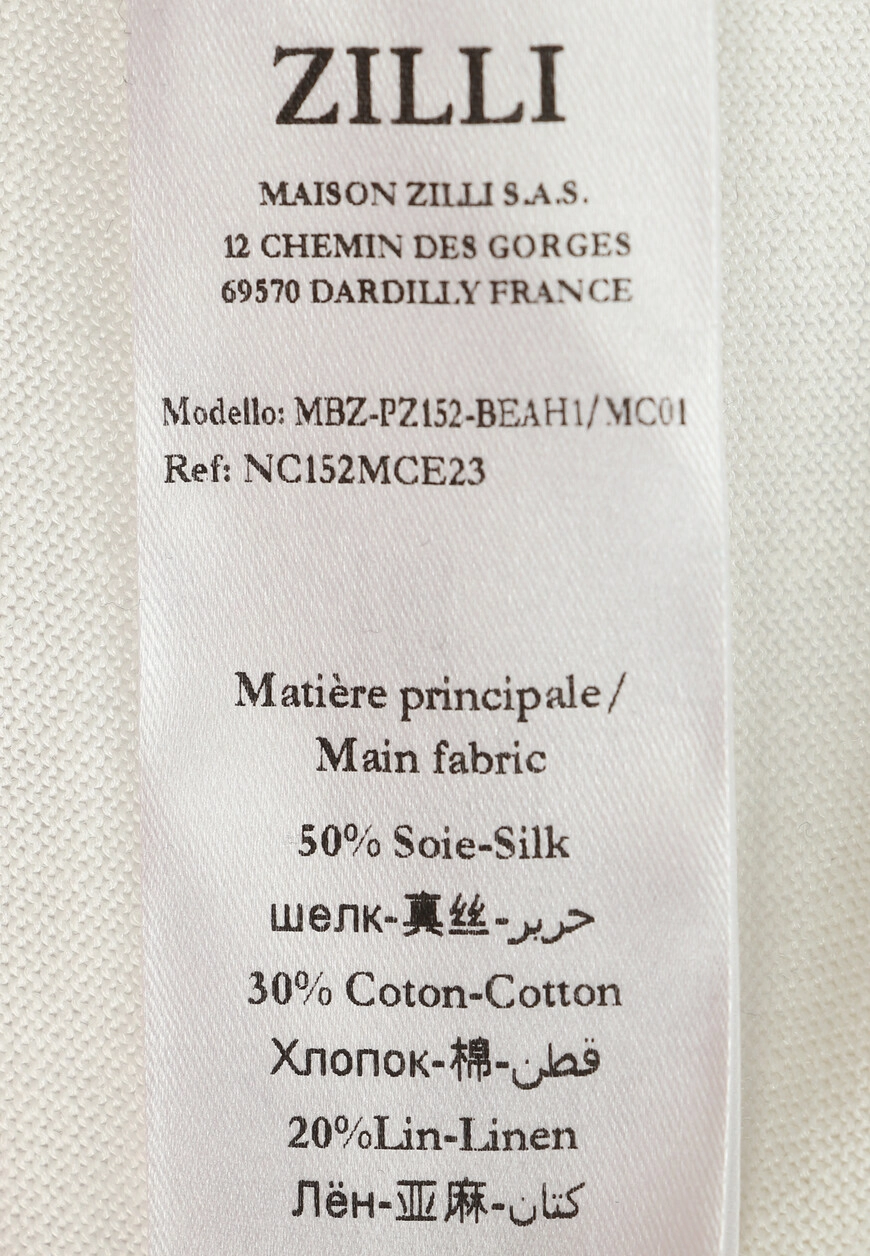 ZILLI
MAISON ZILLI S.A.S.
12 CHEMIN DES GORGES
69570 DARDILLY FRANCE
Modello: MBZ-PZ152-BEAH1/MC01
Ref: NC152MCE23
Matière principale/
Main fabric
50% Soie-Silk
шелк-真丝-حرير
30% Coton-Cotton
Хлопок-棉-قطن
20%Lin-Linen
Лён-亚麻-كتان